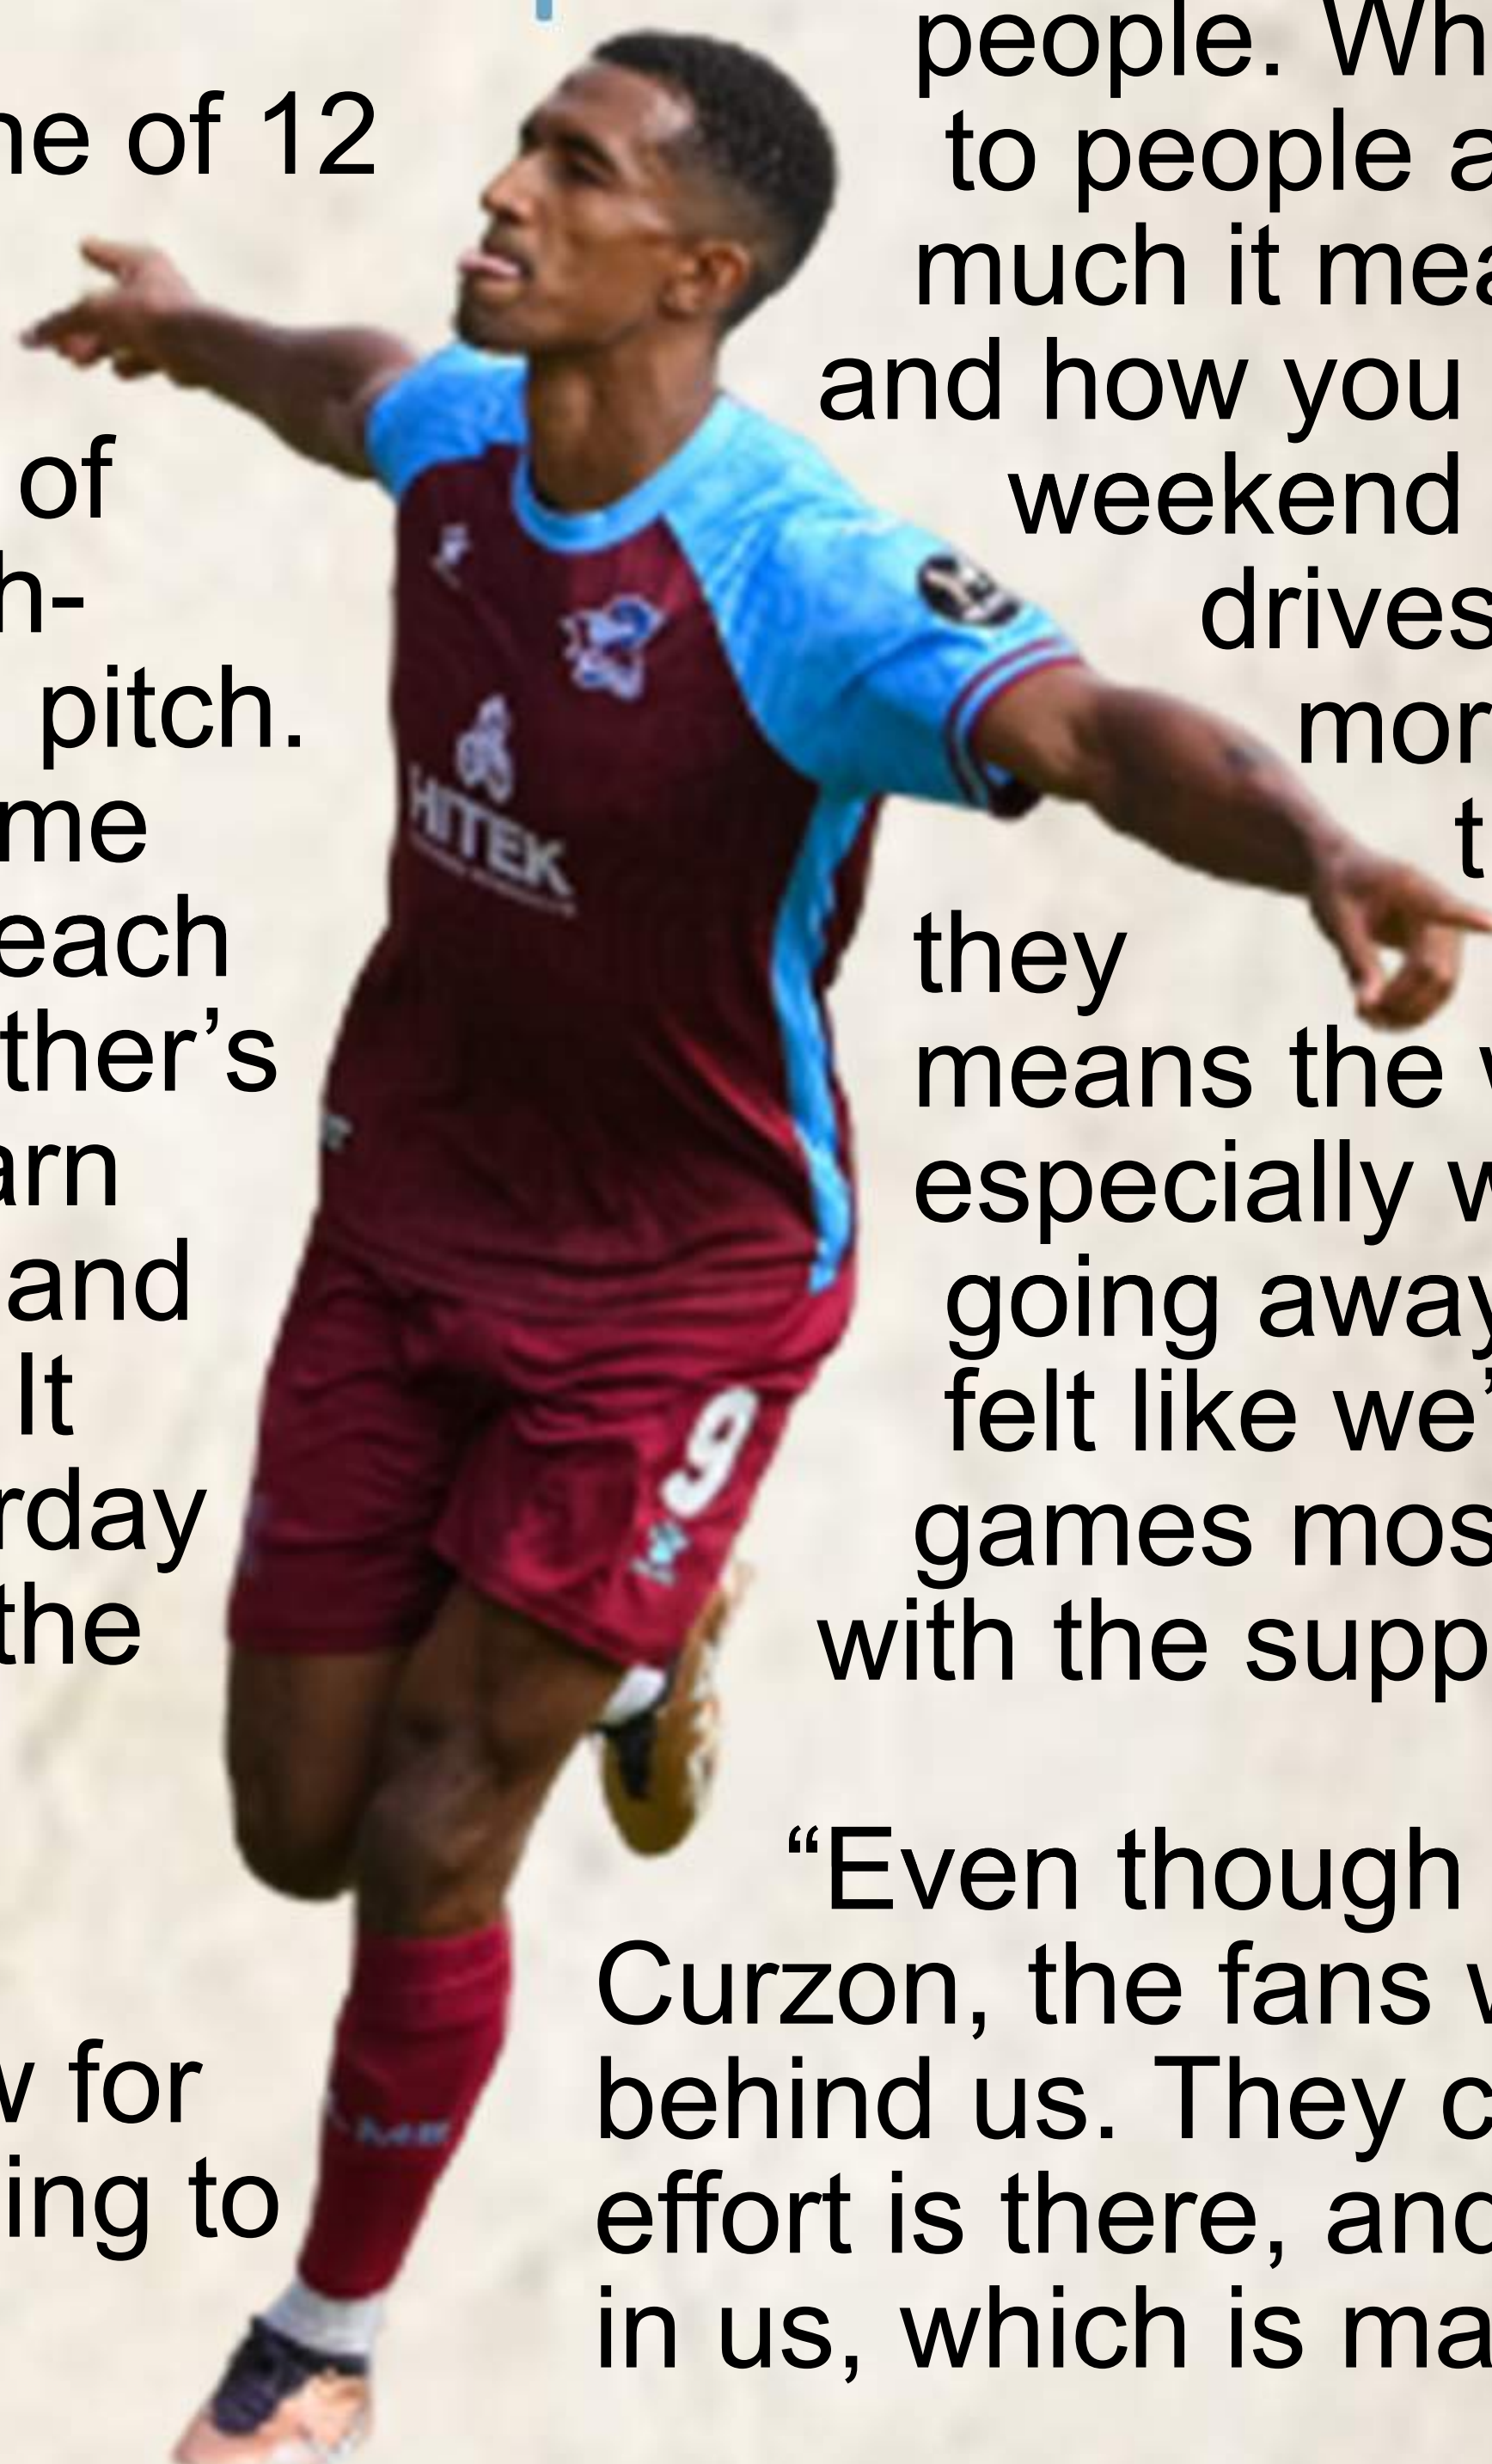 ne of 12
of
h-
pitch.
me
each
ther’s
arn
and
It
rday
the
w for
ing to
HITEK
9
people. Wh
to people a
much it mea
and how you
weekend
drives
mor
t
they
means the w
especially w
going away
felt like we’
games mos
with the supp
“Even though
Curzon, the fans w
behind us. They c
effort is there, and
in us, which is ma